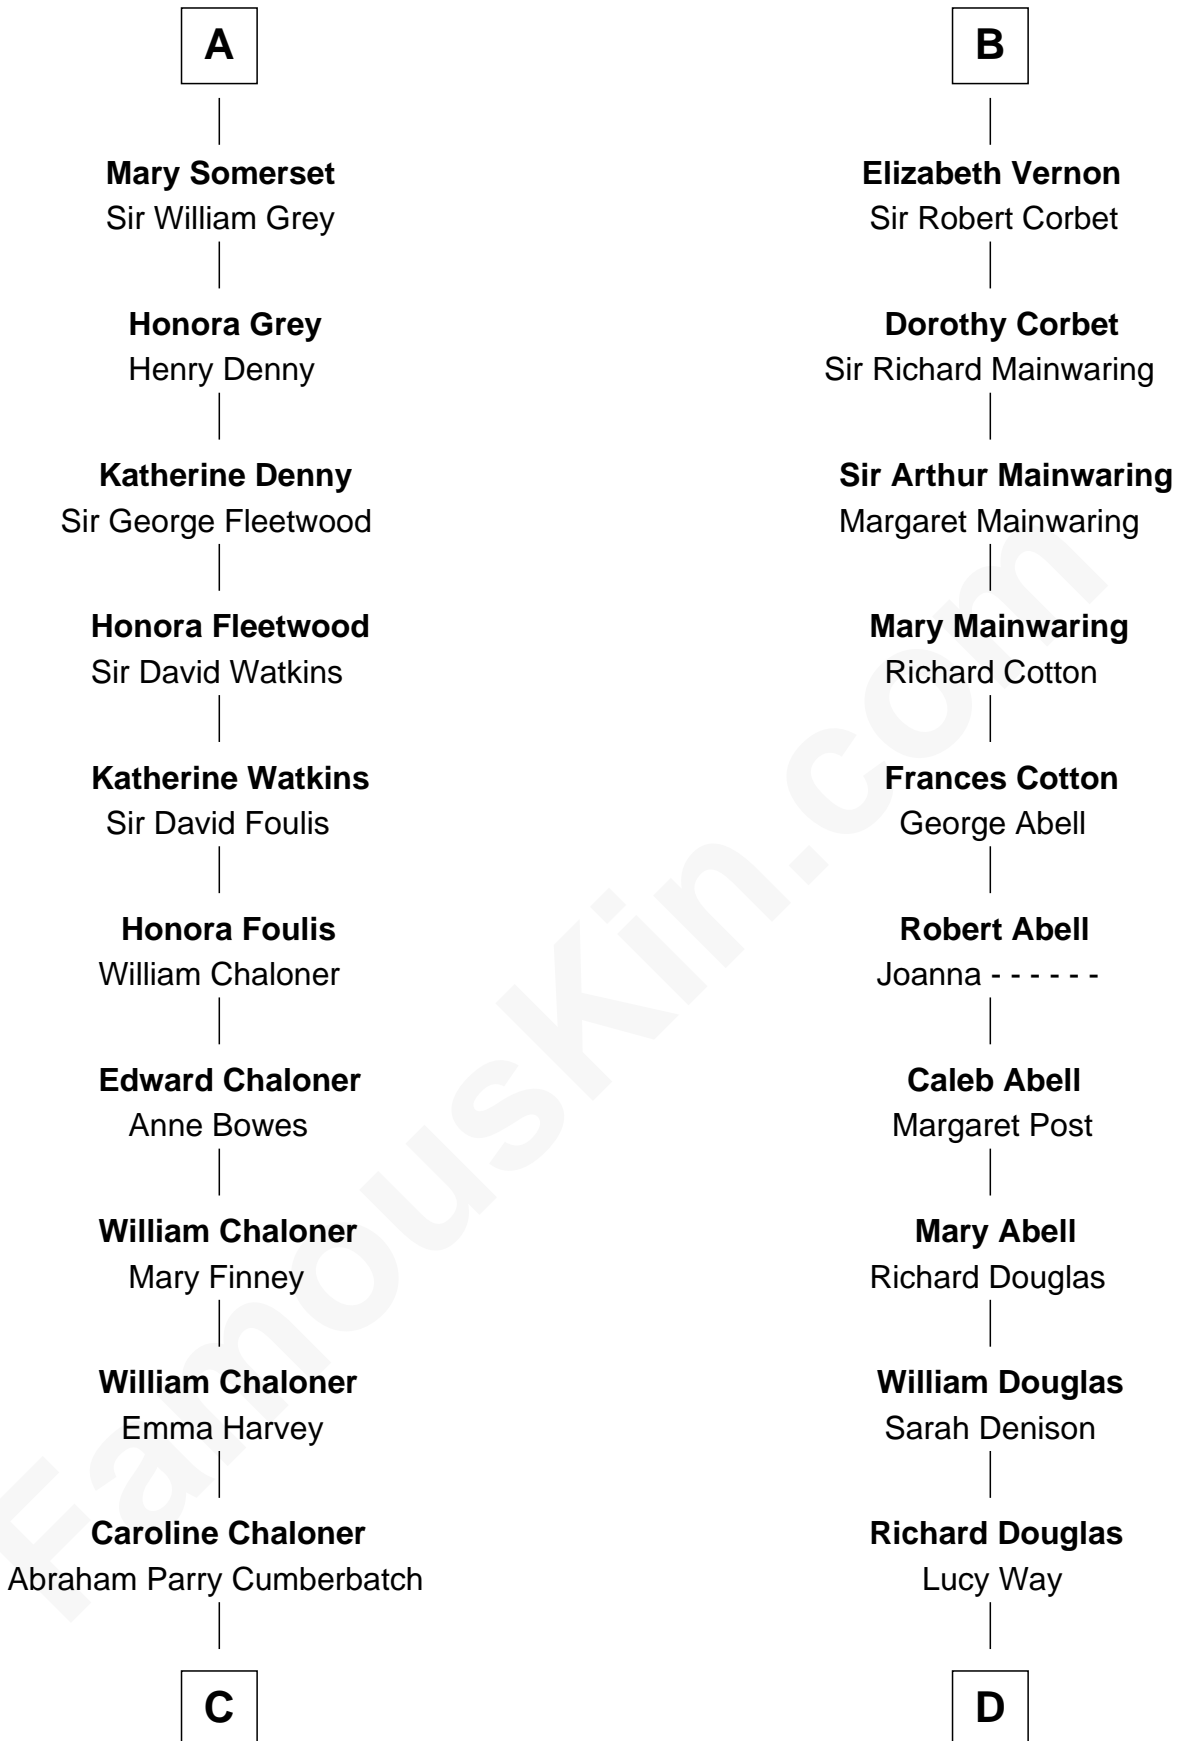 A
Mary Somerset
Sir William Grey
Honora Grey
Henry Denny
Katherine Denny
Sir George Fleetwood
Honora Fleetwood
Sir David Watkins
Katherine Watkins
Sir David Foulis
Honora Foulis
William Chaloner
Edward Chaloner
Anne Bowes
William Chaloner
Mary Finney
William Chaloner
Emma Harvey
Caroline Chaloner
Abraham Parry Cumberbatch
C
B
Elizabeth Vernon
Sir Robert Corbet
Dorothy Corbet
Sir Richard Mainwaring
Sir Arthur Mainwaring
Margaret Mainwaring
Mary Mainwaring
Richard Cotton
Frances Cotton
George Abell
Robert Abell
Joanna - - - - - -
Caleb Abell
Margaret Post
Mary Abell
Richard Douglas
William Douglas
Sarah Denison
Richard Douglas
Lucy Way
D
FamousKin.com